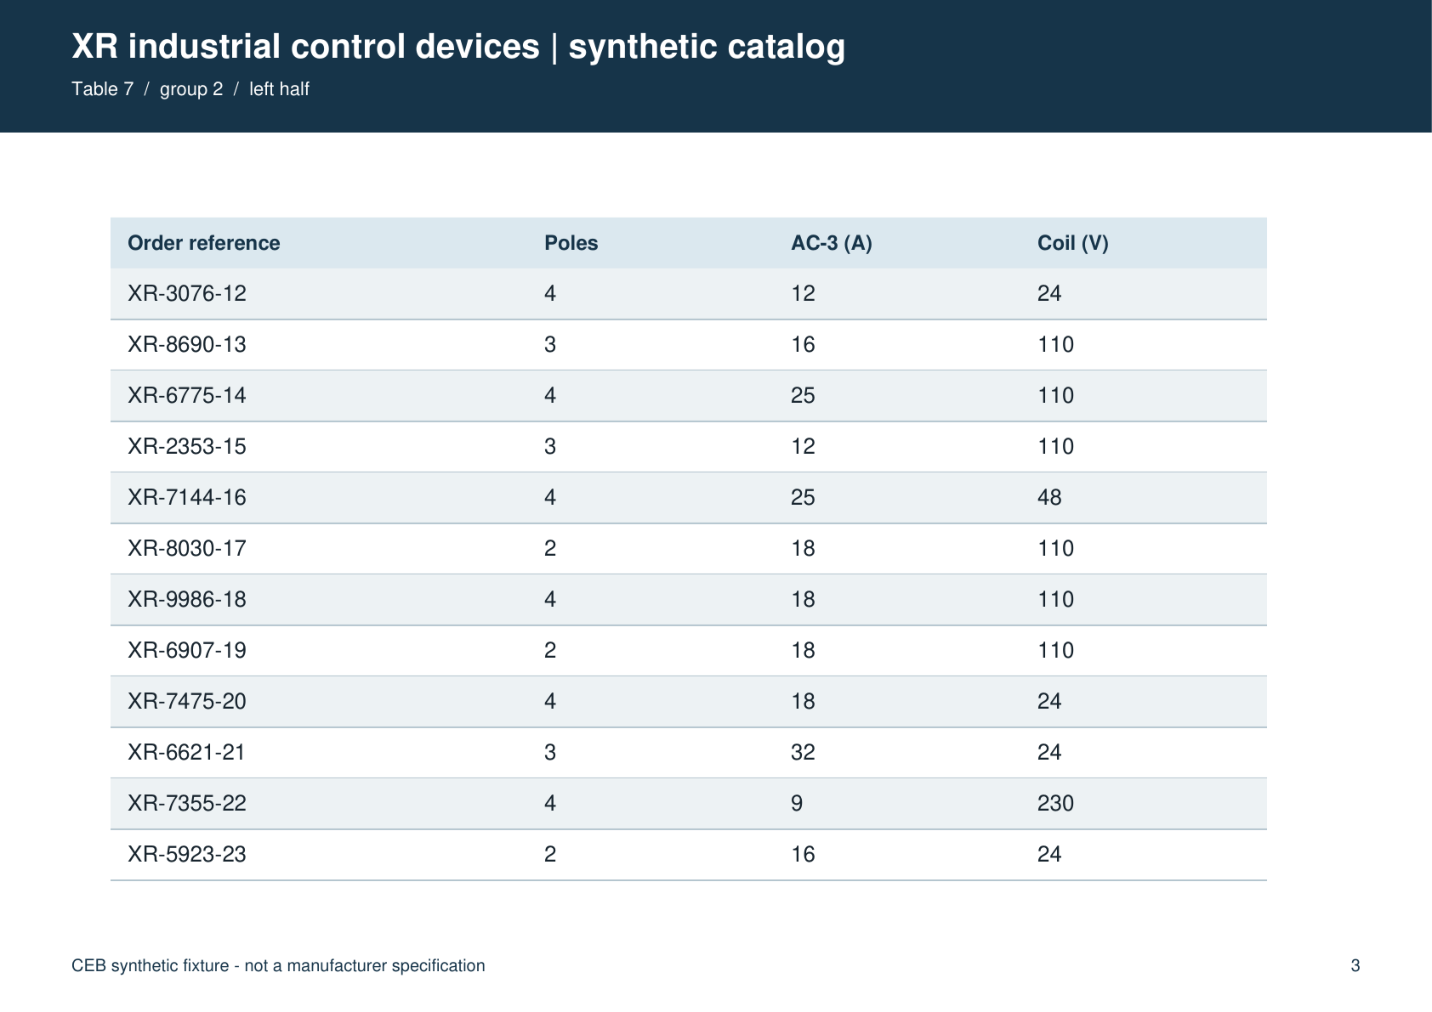 XR industrial control devices | synthetic catalog
Table 7 / group 2 / left half
Order reference Poles AC-3 (A) Coil (V)
XR-3076-12 4 12 24
XR-8690-13 3 16 110
XR-6775-14 4 25 110
XR-2353-15 3 12 110
XR-7144-16 4 25 48
XR-8030-17 2 18 110
XR-9986-18 4 18 110
XR-6907-19 2 18 110
XR-7475-20 4 18 24
XR-6621-21 3 32 24
XR-7355-22 4 9 230
XR-5923-23 2 16 24
CEB synthetic fixture - not a manufacturer specification 3